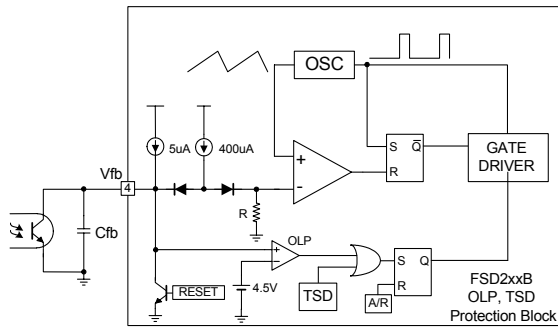 OSC
5uA
400uA
Vfb
4
+
-
S
Q
R
GATE
DRIVER
Cfb
R
OLP
+
-
4.5V
RESET
TSD
S
Q
R
A/R
FSD2xxB
OLP, TSD
Protection Block